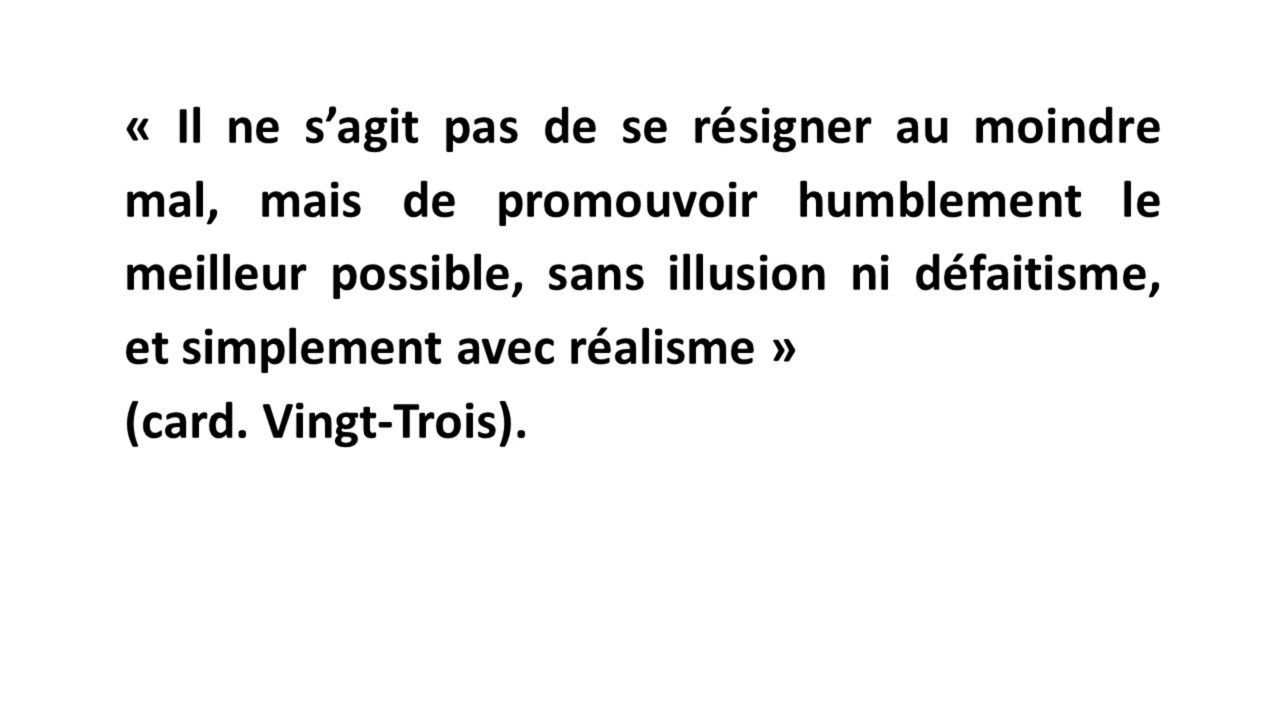 « Il ne s’agit pas de se résigner au moindre
mal, mais de promouvoir humblement le
meilleur possible, sans illusion ni défaitisme,
et simplement avec réalisme »
(card. Vingt-Trois).